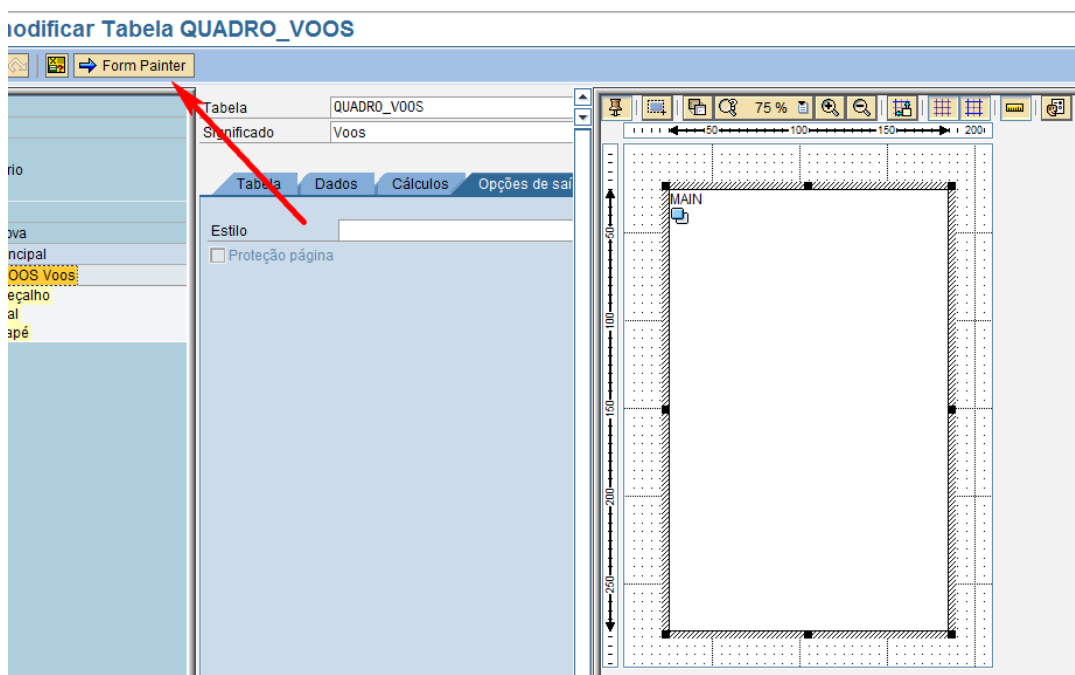 modificar Tabela QUADRO_VOOS
Form Painter
rio
ova
ncipal
OOS Voos
eçalho
al
apé
Tabela QUADRO_VOOS
Significado Voos
Tabela Dados Cálculos Opções de saí
Estilo
Proteção página
75 %
50 100 150 200
MAIN
50
100
150
200
250